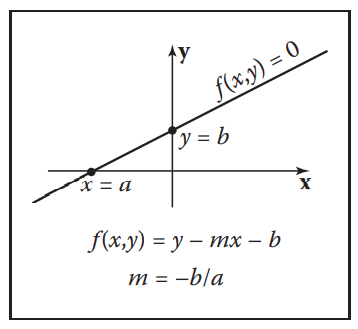 y
f(x,y) = 0
y = b
x = a
x
f(x,y) = y – mx – b
m = –b/a